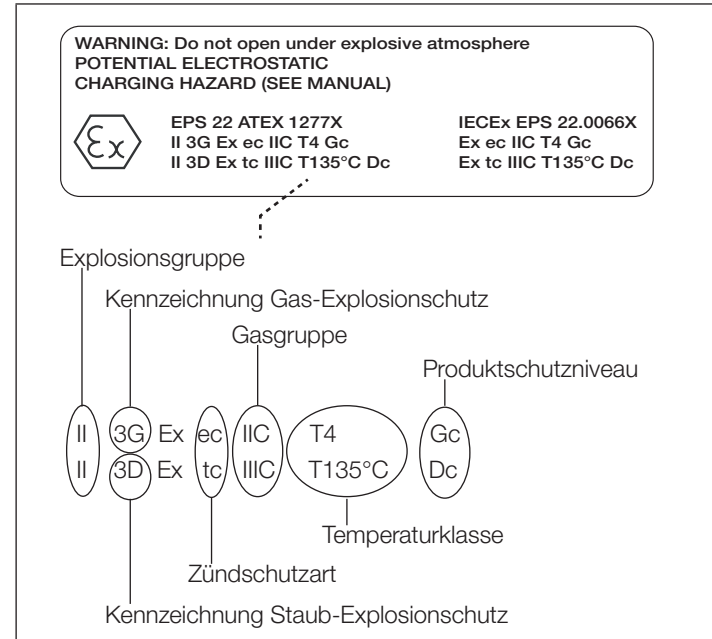 WARNING: Do not open under explosive atmosphere
POTENTIAL ELECTROSTATIC
CHARGING HAZARD (SEE MANUAL)
Ex
EPS 22 ATEX 1277X
II 3G Ex ec IIC T4 Gc
II 3D Ex tc IIIC T135°C Dc
IECEx EPS 22.0066X
Ex ec IIC T4 Gc
Ex tc IIIC T135°C Dc
Explosionsgruppe
Kennzeichnung Gas-Explosionschutz
Gasgruppe
Produktschutzniveau
II 3G Ex ec IIC T4 Gc
II 3D Ex tc IIIC T135°C Dc
Temperaturklasse
Zündschutzart
Kennzeichnung Staub-Explosionschutz